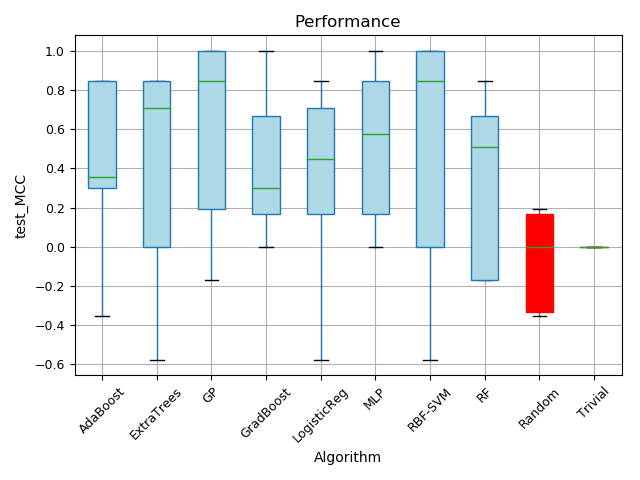 Performance
1.0
0.8
0.6
0.4
0.2
0.0
−0.2
−0.4
−0.6
test_MCC
AdaBoost
ExtraTrees
GP
GradBoost
LogisticReg
MLP
RBF-SVM
RF
Random
Trivial
Algorithm